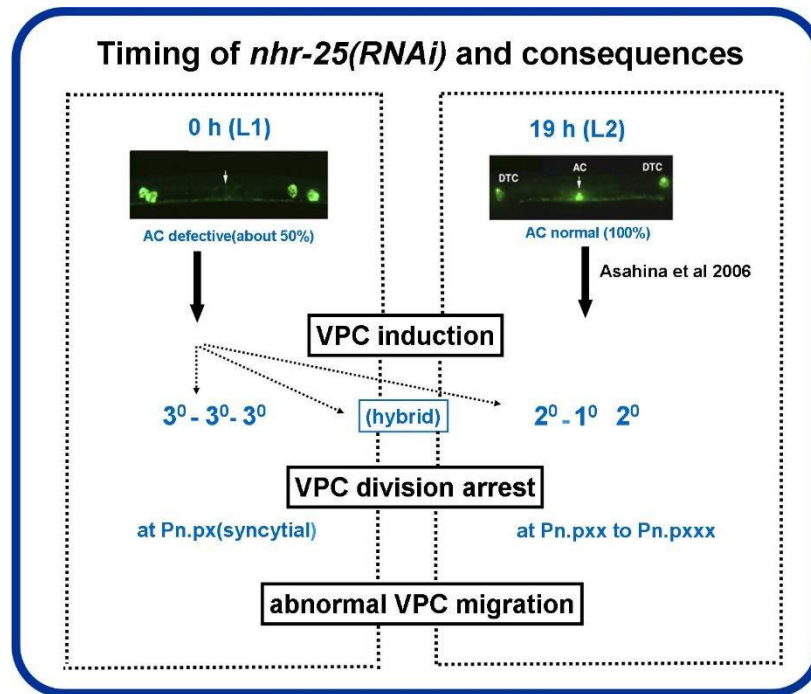 Timing of nhr-25(RNAi) and consequences
0 h (L1)
AC defective(about 50%)
19 h (L2)
DTC
AC
DTC
AC normal (100%)
Asahina et al 2006
VPC induction
3⁰ - 3⁰- 3⁰
(hybrid)
2⁰ - 1⁰ 2⁰
VPC division arrest
at Pn.px(syncytial)
at Pn.pxx to Pn.pxxx
abnormal VPC migration